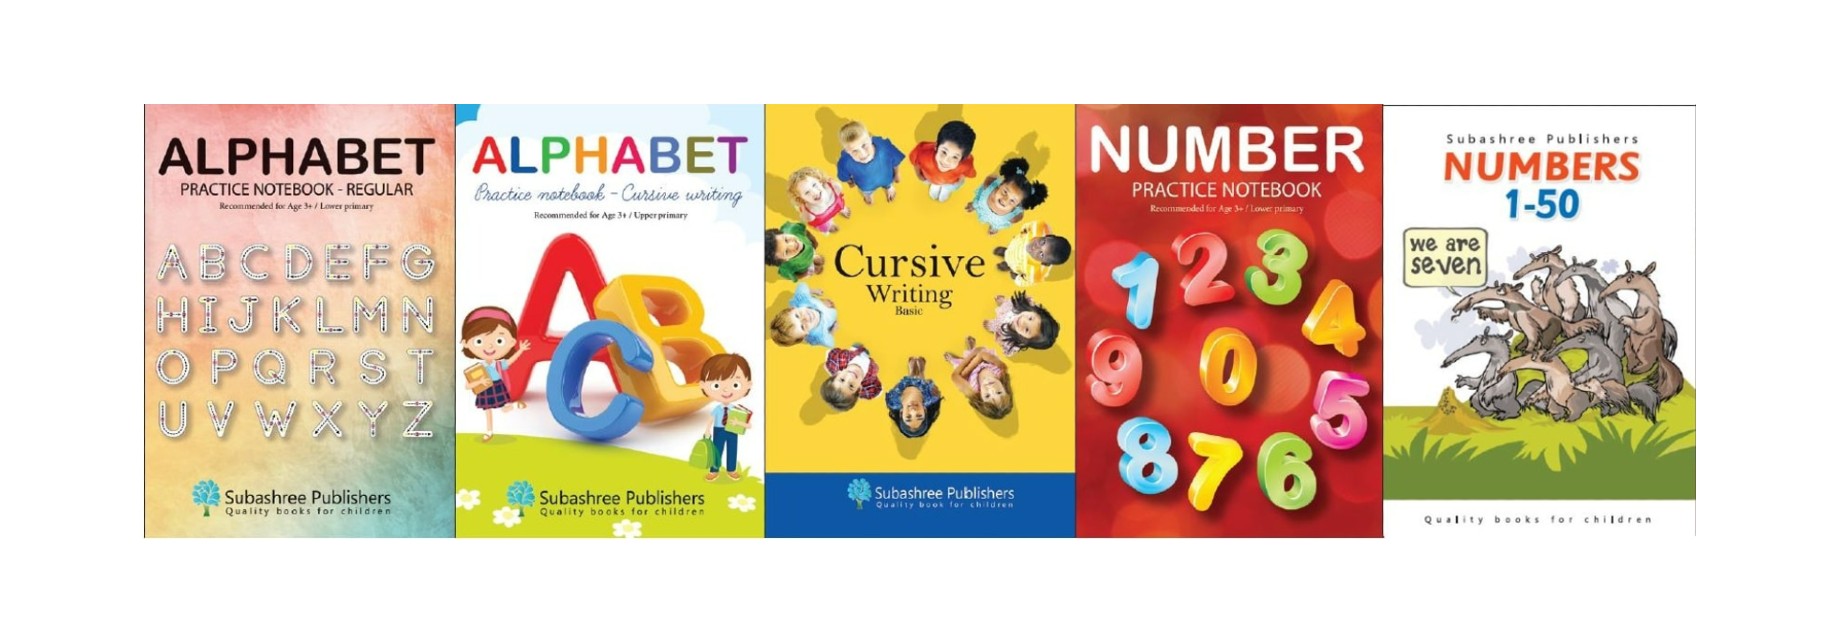 ALPHABET
PRACTICE NOTEBOOK - REGULAR
Recommended for Age 3+ / Lower primary
A B C D E F G
H I J K L M N
O P Q R S T
U V W X Y Z
Subashree Publishers
Quality books for children
ALPHABET
Practice notebook - Cursive writing
Recommended for Age 3+ / Upper primary
A B C
Subashree Publishers
Quality books for children
Cursive
Writing
Basic
Subashree Publishers
Quality book for children
NUMBER
PRACTICE NOTEBOOK
Recommended for Age 3+ / Lower primary
1 2 3
4
9 0
5
8 7 6
Subashree Publishers
NUMBERS
1-50
we are
seven
Quality books for children